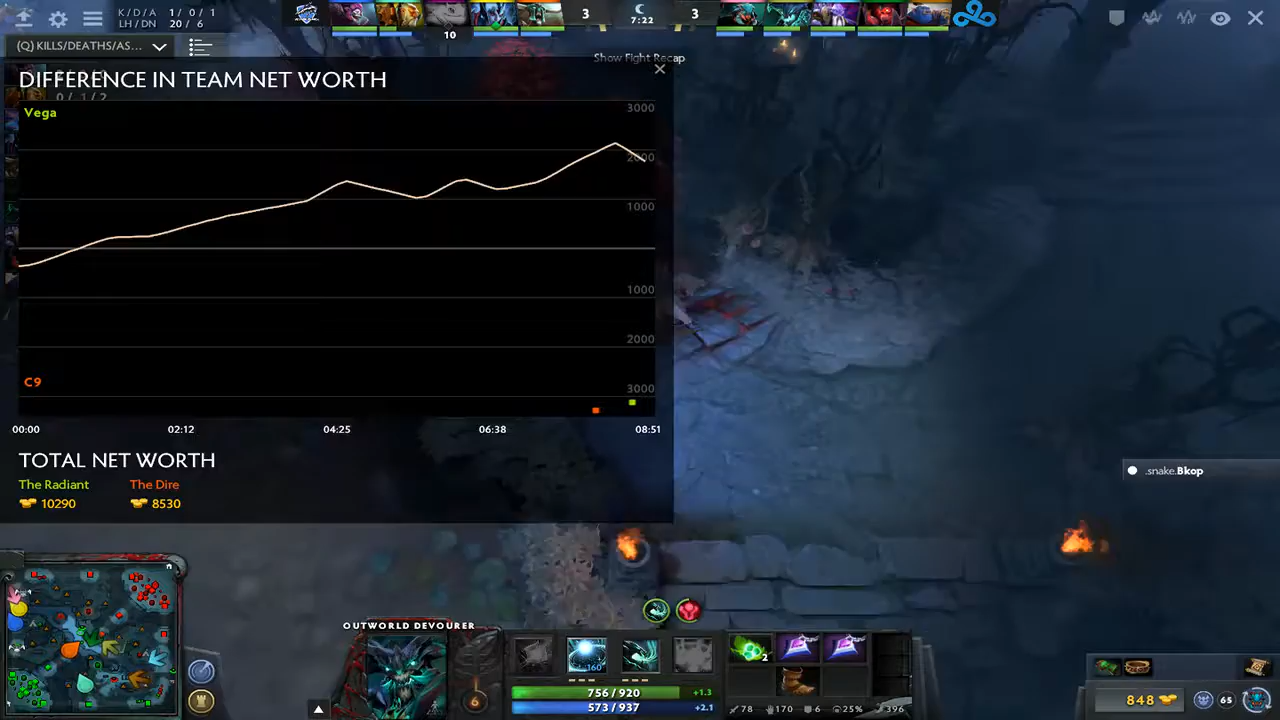 K/D/A 1/ 0/ 1
LH/DN 20/ 6
3
7:22
3
10
(Q) KILLS/DEATHS/AS...
Show Fight Recap
DIFFERENCE IN TEAM NET WORTH
0/ 1/ 2
Vega
3000
2000
1000
1000
2000
C9
3000
00:00
02:12
04:25
06:38
08:51
TOTAL NET WORTH
The Radiant
The Dire
10290
8530
.snake.Bkop
OUTWORLD DEVOURER
160
2
756 / 920
+1.3
573 / 937
+2.1
78
170
6
25%
396
848
65